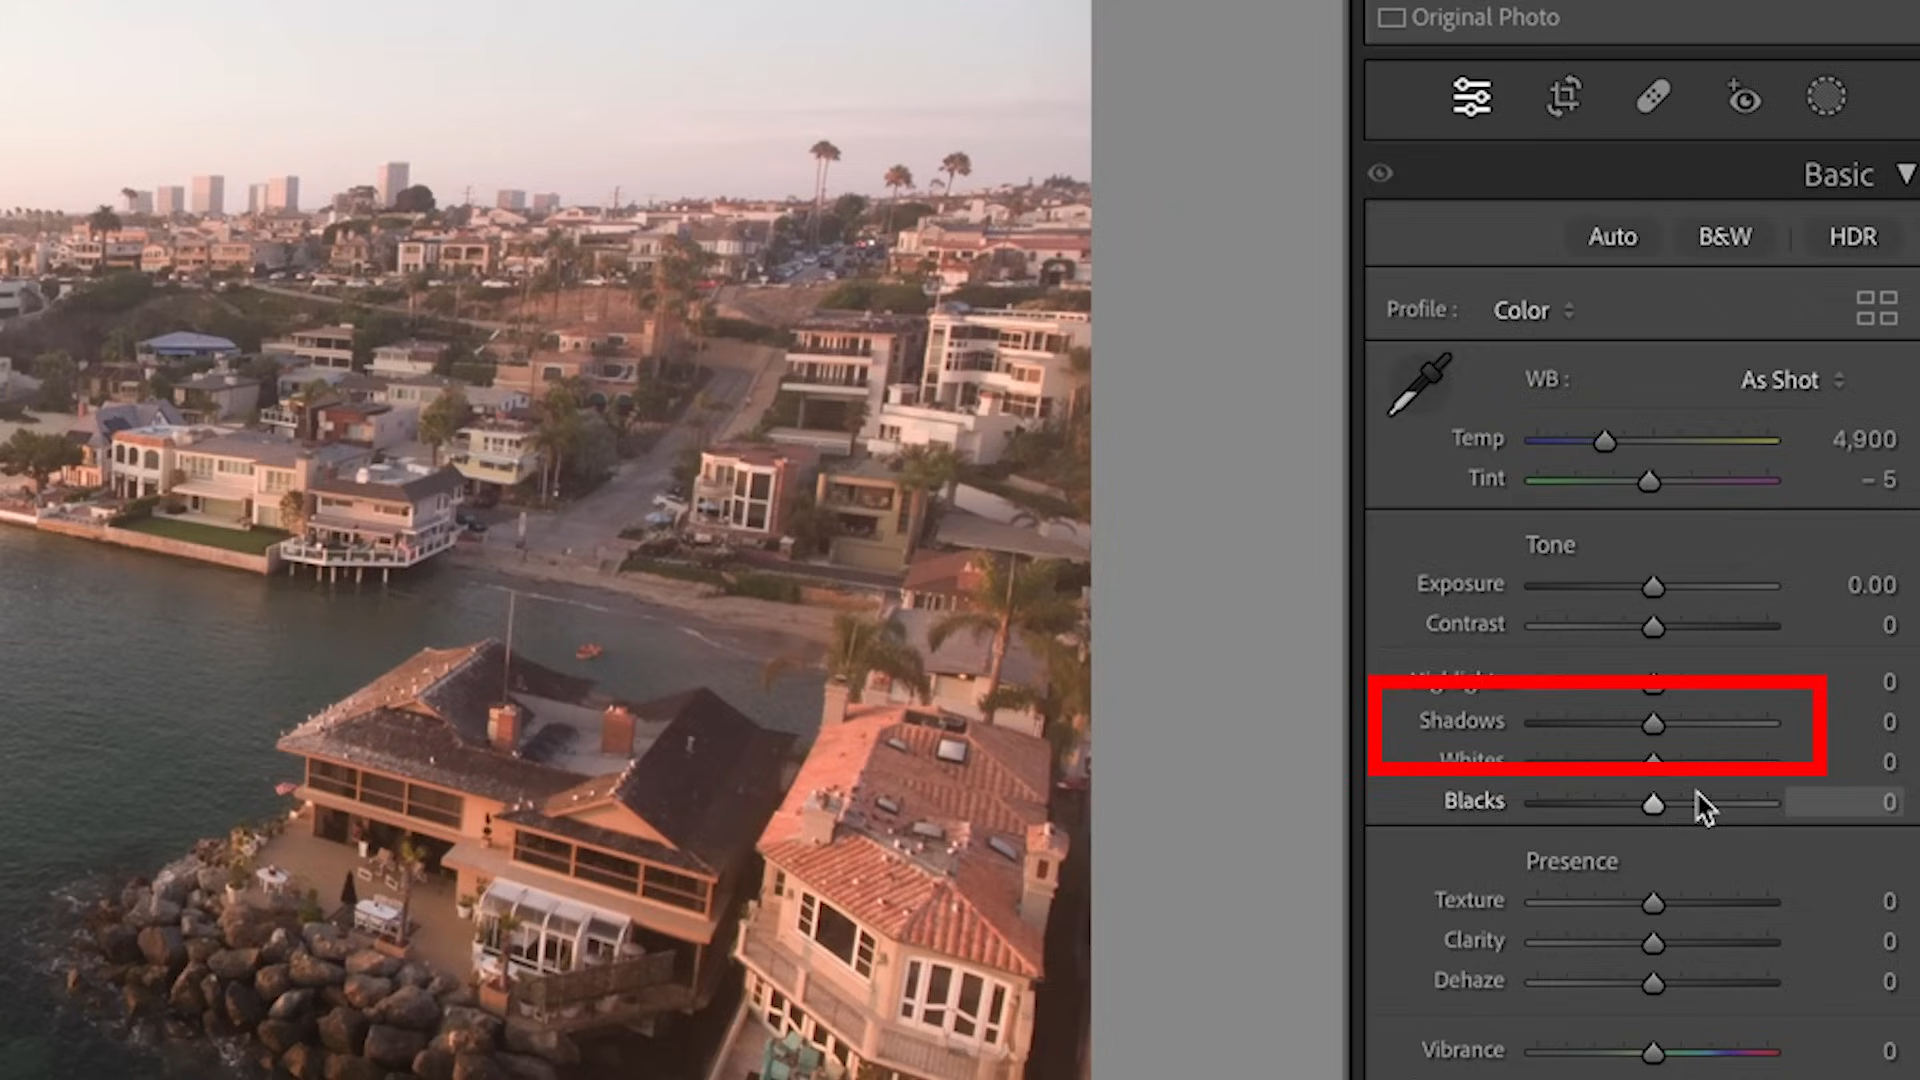 Original Photo
Basic
Auto B&W HDR
Profile : Color
WB : As Shot
Temp 4,900
Tint – 5
Tone
Exposure 0.00
Contrast 0
0
Shadows 0
Whites 0
Blacks 0
Presence
Texture 0
Clarity 0
Dehaze 0
Vibrance 0